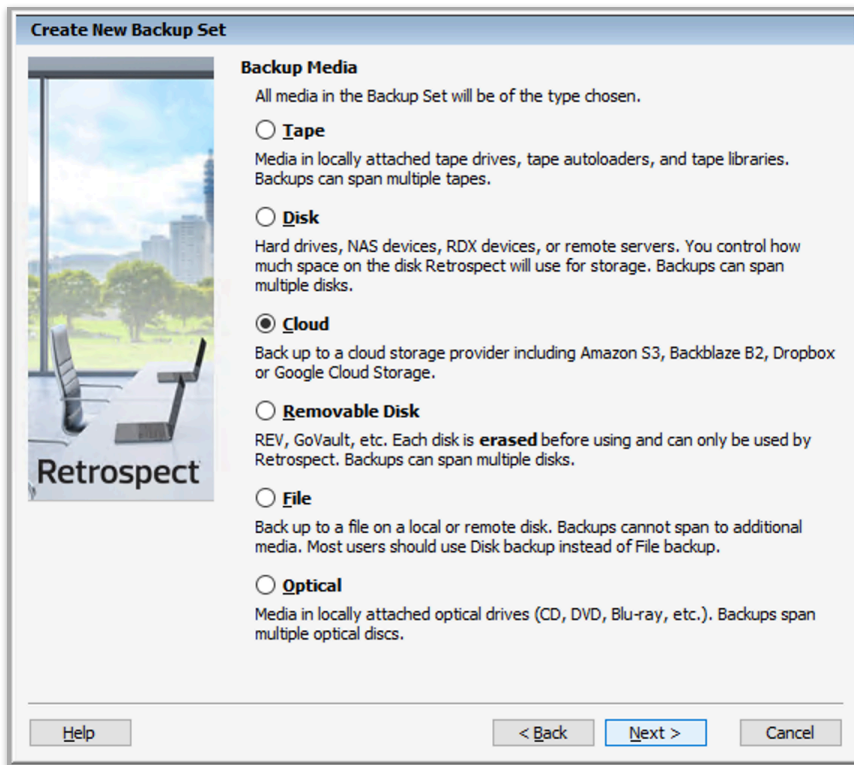 Create New Backup Set
Backup Media
All media in the Backup Set will be of the type chosen.
Tape
Media in locally attached tape drives, tape autoloaders, and tape libraries.
Backups can span multiple tapes.
Disk
Hard drives, NAS devices, RDX devices, or remote servers. You control how
much space on the disk Retrospect will use for storage. Backups can span
multiple disks.
Cloud
Back up to a cloud storage provider including Amazon S3, Backblaze B2, Dropbox
or Google Cloud Storage.
Removable Disk
REV, GoVault, etc. Each disk is erased before using and can only be used by
Retrospect. Backups can span multiple disks.
File
Back up to a file on a local or remote disk. Backups cannot span to additional
media. Most users should use Disk backup instead of File backup.
Optical
Media in locally attached optical drives (CD, DVD, Blu-ray, etc.). Backups span
multiple optical discs.
Retrospect
Help
< Back
Next >
Cancel